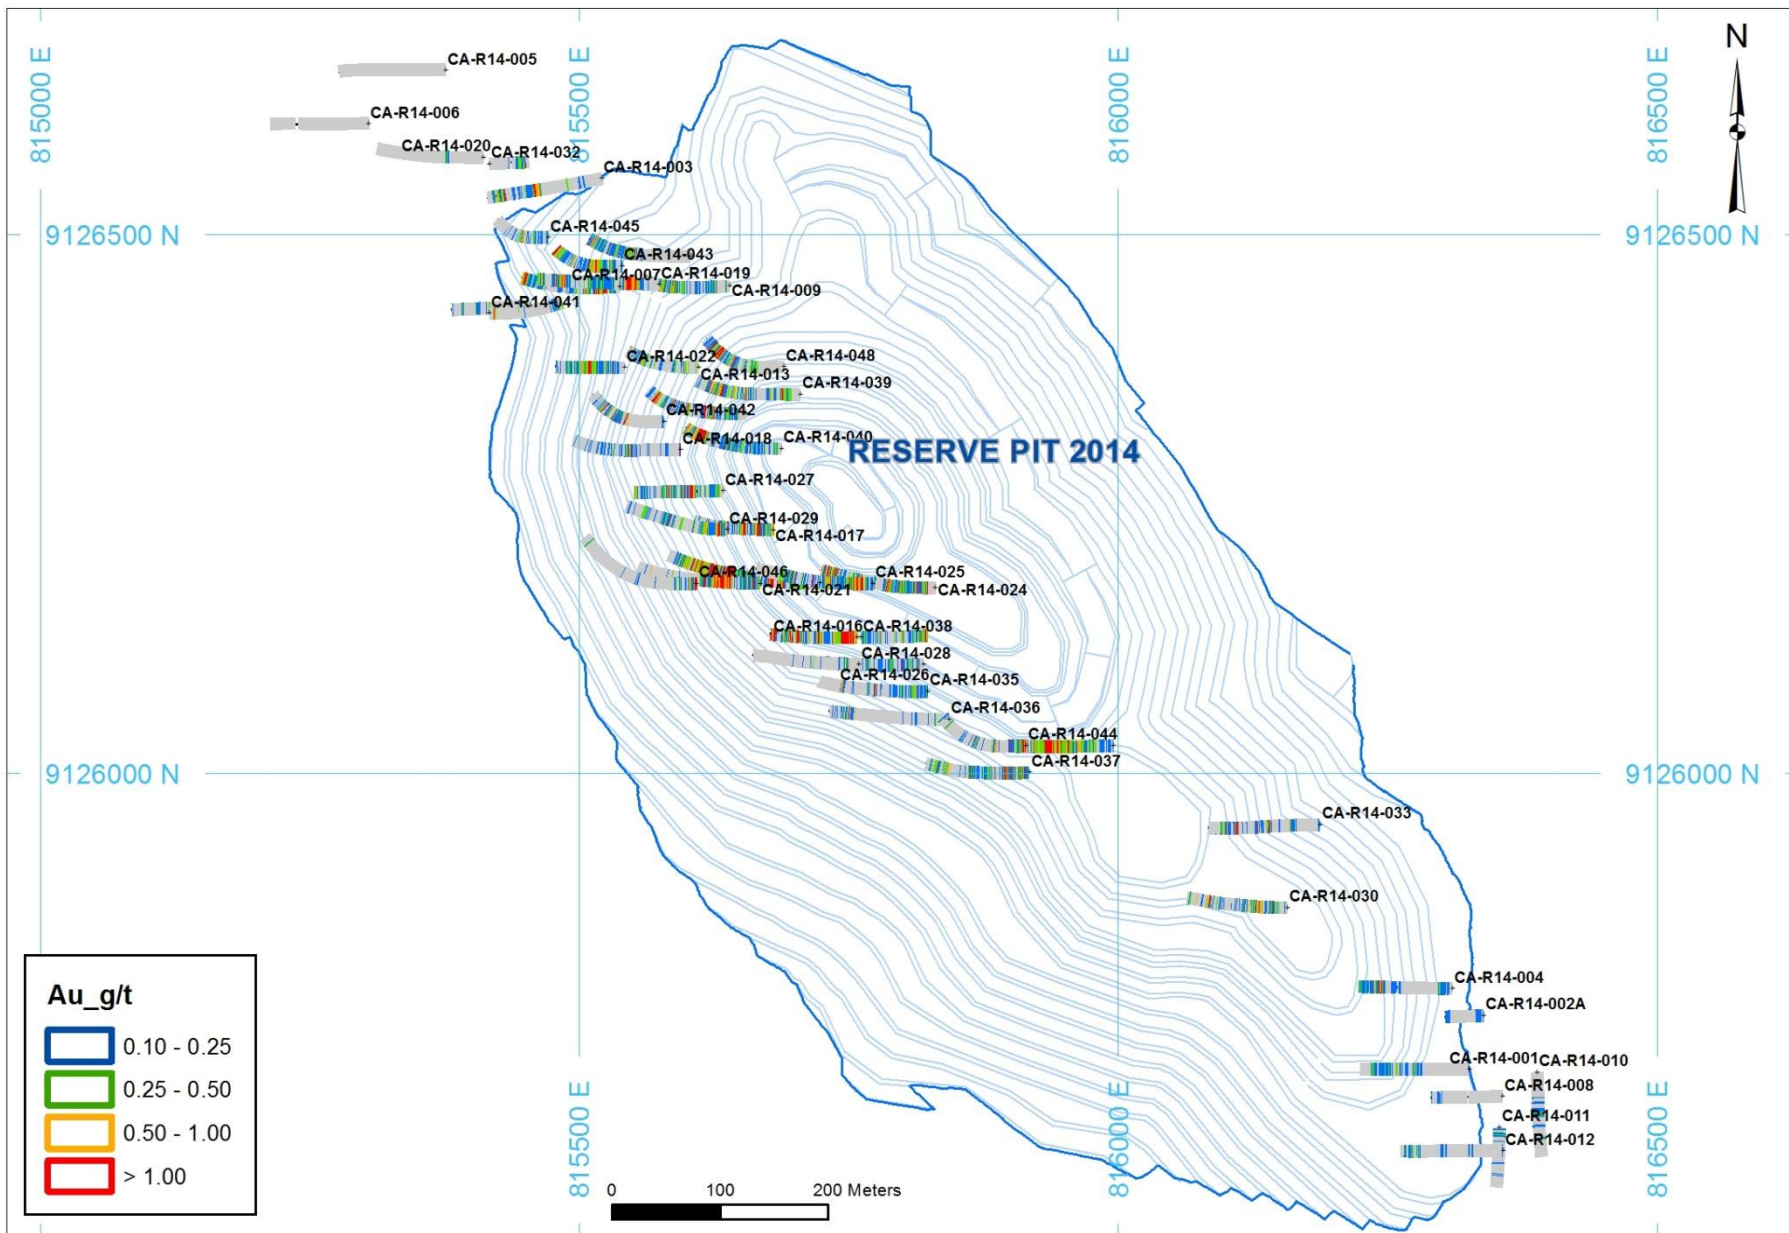 815000 E
815500 E
816000 E
816500 E
N
CA-R14-005
CA-R14-006
CA-R14-020
CA-R14-032
CA-R14-003
9126500 N
9126500 N
CA-R14-045
CA-R14-043
CA-R14-007
CA-R14-019
CA-R14-009
CA-R14-041
CA-R14-022
CA-R14-048
CA-R14-013
CA-R14-039
CA-R14-042
CA-R14-018
CA-R14-040
RESERVE PIT 2014
CA-R14-027
CA-R14-029
CA-R14-017
CA-R14-046
CA-R14-025
CA-R14-021
CA-R14-024
CA-R14-016
CA-R14-038
CA-R14-028
CA-R14-026
CA-R14-035
CA-R14-036
CA-R14-044
CA-R14-037
9126000 N
9126000 N
CA-R14-033
CA-R14-030
CA-R14-004
CA-R14-002A
CA-R14-001
CA-R14-010
CA-R14-008
CA-R14-011
CA-R14-012
Au_g/t
0.10 - 0.25
0.25 - 0.50
0.50 - 1.00
> 1.00
815500 E
816000 E
816500 E
0 100 200 Meters